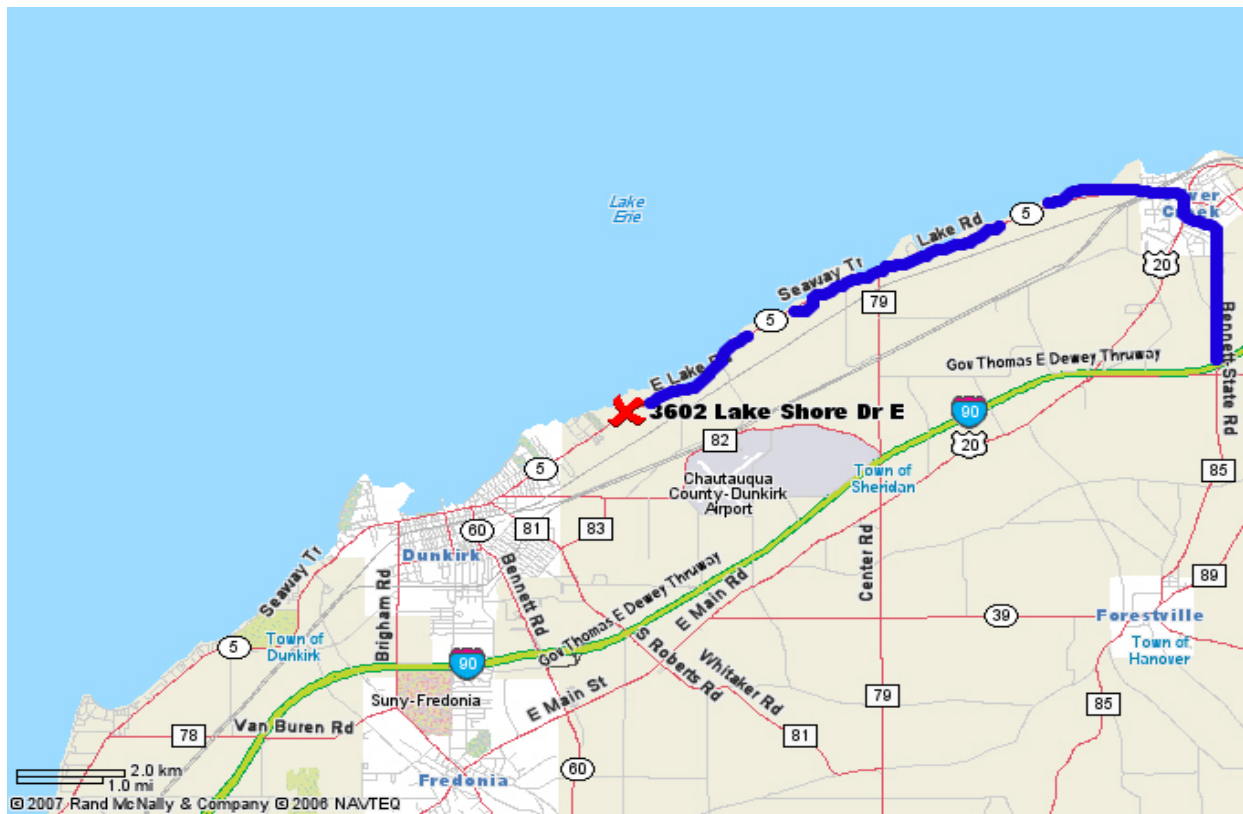 Lake
Erie
ver
Creek
5
Lake Rd
20
Seaway Tr
79
5
Bennett-State Rd
Gov Thomas E Dewey Thruway
E Lake
3602 Lake Shore Dr E
90
20
82
5
Town of
Sheridan
85
Chautauqua
County-Dunkirk
Airport
60
81
83
Dunkirk
Seaway Tr
Bennett Rd
Center Rd
89
Gov Thomas E Dewey Thruway
E Main Rd
39
Forestville
Brigham Rd
Town of
Dunkirk
5
S Roberts Rd
Town of
Hanover
90
Whitaker Rd
Suny-Fredonia
E Main St
79
85
Van Buren Rd
78
81
60
Fredonia
2.0 km
1.0 mi
© 2007 Rand McNally & Company © 2006 NAVTEQ